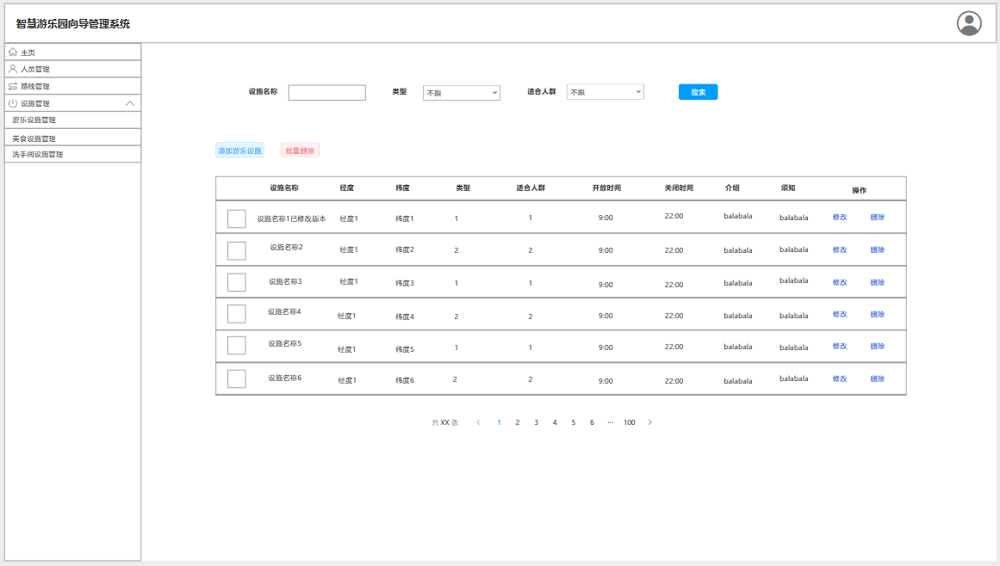 智慧游乐园向导管理系统
主页
人员管理
路线管理
设施管理
游乐设施管理
美食设施管理
洗手间设施管理
设施名称 类型 不限 适合人群 不限 搜索
添加游乐设施 批量删除
设施名称 经度 纬度 类型 适合人群 开放时间 关闭时间 介绍 须知 操作
设施名称1已修改版本 经度1 纬度1 1 1 9:00 22:00 balabala balabala 修改 删除
设施名称2 经度1 纬度2 2 2 9:00 22:00 balabala balabala 修改 删除
设施名称3 经度1 纬度3 1 1 9:00 22:00 balabala balabala 修改 删除
设施名称4 经度1 纬度4 2 2 9:00 22:00 balabala balabala 修改 删除
设施名称5 经度1 纬度5 1 1 9:00 22:00 balabala balabala 修改 删除
设施名称6 经度1 纬度6 2 2 9:00 22:00 balabala balabala 修改 删除
共 XX 条 < 1 2 3 4 5 6 ··· 100 >